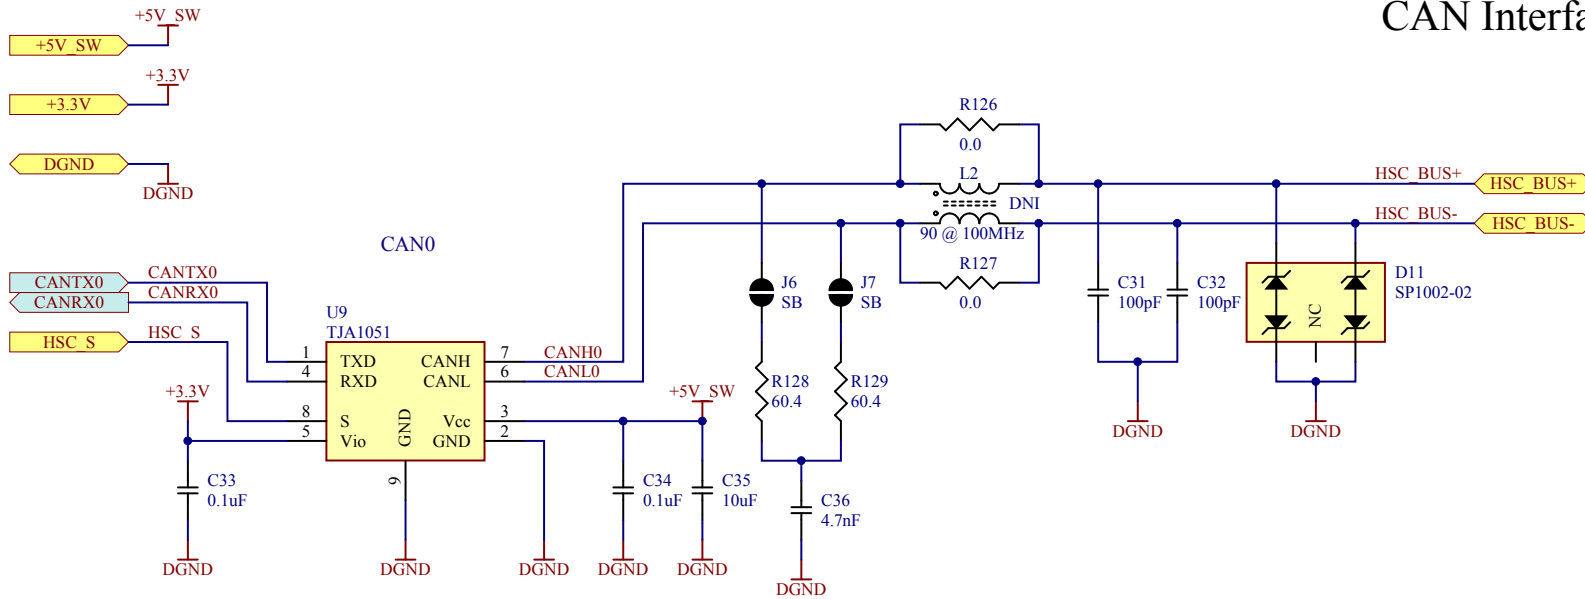 CAN Interfa
+5V_SW
+5V_SW
+3.3V
+3.3V
DGND
DGND
CAN0
CANTX0
CANTX0
CANRX0
CANRX0
HSC_S
HSC_S
U9
TJA1051
1 TXD
4 RXD
8 S
5 Vio
GND
9
CANH 7
CANL 6
Vcc 3
GND 2
CANH0
CANL0
+3.3V
C33
0.1uF
DGND
DGND
DGND
+5V_SW
C34
0.1uF
DGND
C35
10uF
DGND
J6
SB
J7
SB
R128
60.4
R129
60.4
C36
4.7nF
DGND
R126
0.0
L2
DNI
90 @ 100MHz
R127
0.0
C31
100pF
C32
100pF
DGND
HSC_BUS+
HSC_BUS+
HSC_BUS-
HSC_BUS-
D11
SP1002-02
NC
DGND